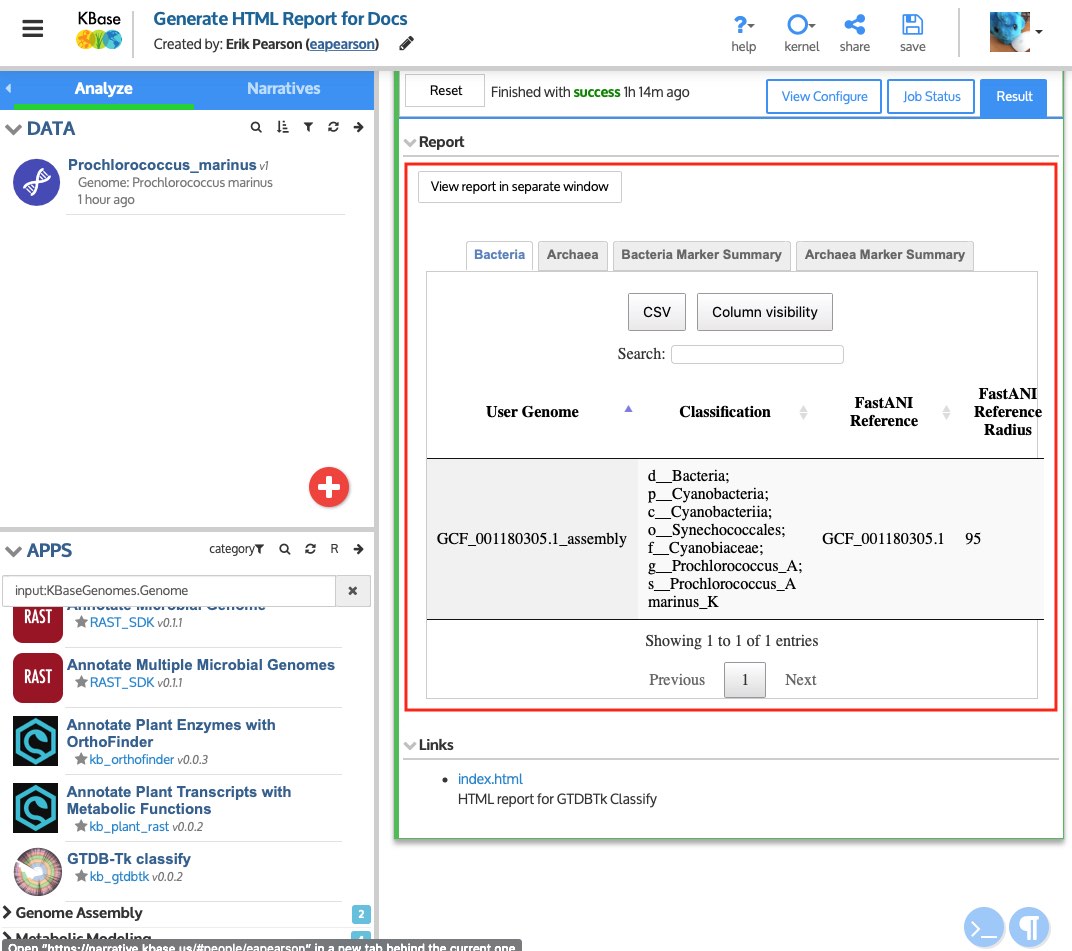 KBase
Generate HTML Report for Docs
Created by: Erik Pearson (eapearson)
help
kernel
share
save
Analyze
Narratives
DATA
Prochlorococcus_marinus v1
Genome: Prochlorococcus marinus
1 hour ago
APPS
category
R
input:KBaseGenomes.Genome
RAST
Annotate Microbial Genome
RAST_SDK v0.1.1
RAST
Annotate Multiple Microbial Genomes
RAST_SDK v0.1.1
Annotate Plant Enzymes with
OrthoFinder
kb_orthofinder v0.0.3
Annotate Plant Transcripts with
Metabolic Functions
kb_plant_rast v0.0.2
GTDB-Tk classify
kb_gtdbtk v0.0.2
Genome Assembly 2
Metabolic Modeling
Open "https://narrative.kbase.us/#people/eapearson" in a new tab behind the current one
Reset
Finished with success 1h 14m ago
View Configure
Job Status
Result
Report
View report in separate window
Bacteria
Archaea
Bacteria Marker Summary
Archaea Marker Summary
CSV
Column visibility
Search:
User Genome
Classification
FastANI
Reference
FastANI
Reference
Radius
GCF_001180305.1_assembly
d__Bacteria;
p__Cyanobacteria;
c__Cyanobacteriia;
o__Synechococcales;
f__Cyanobiaceae;
g__Prochlorococcus_A;
s__Prochlorococcus_A
marinus_K
GCF_001180305.1
95
Showing 1 to 1 of 1 entries
Previous
1
Next
Links
index.html
HTML report for GTDBTk Classify